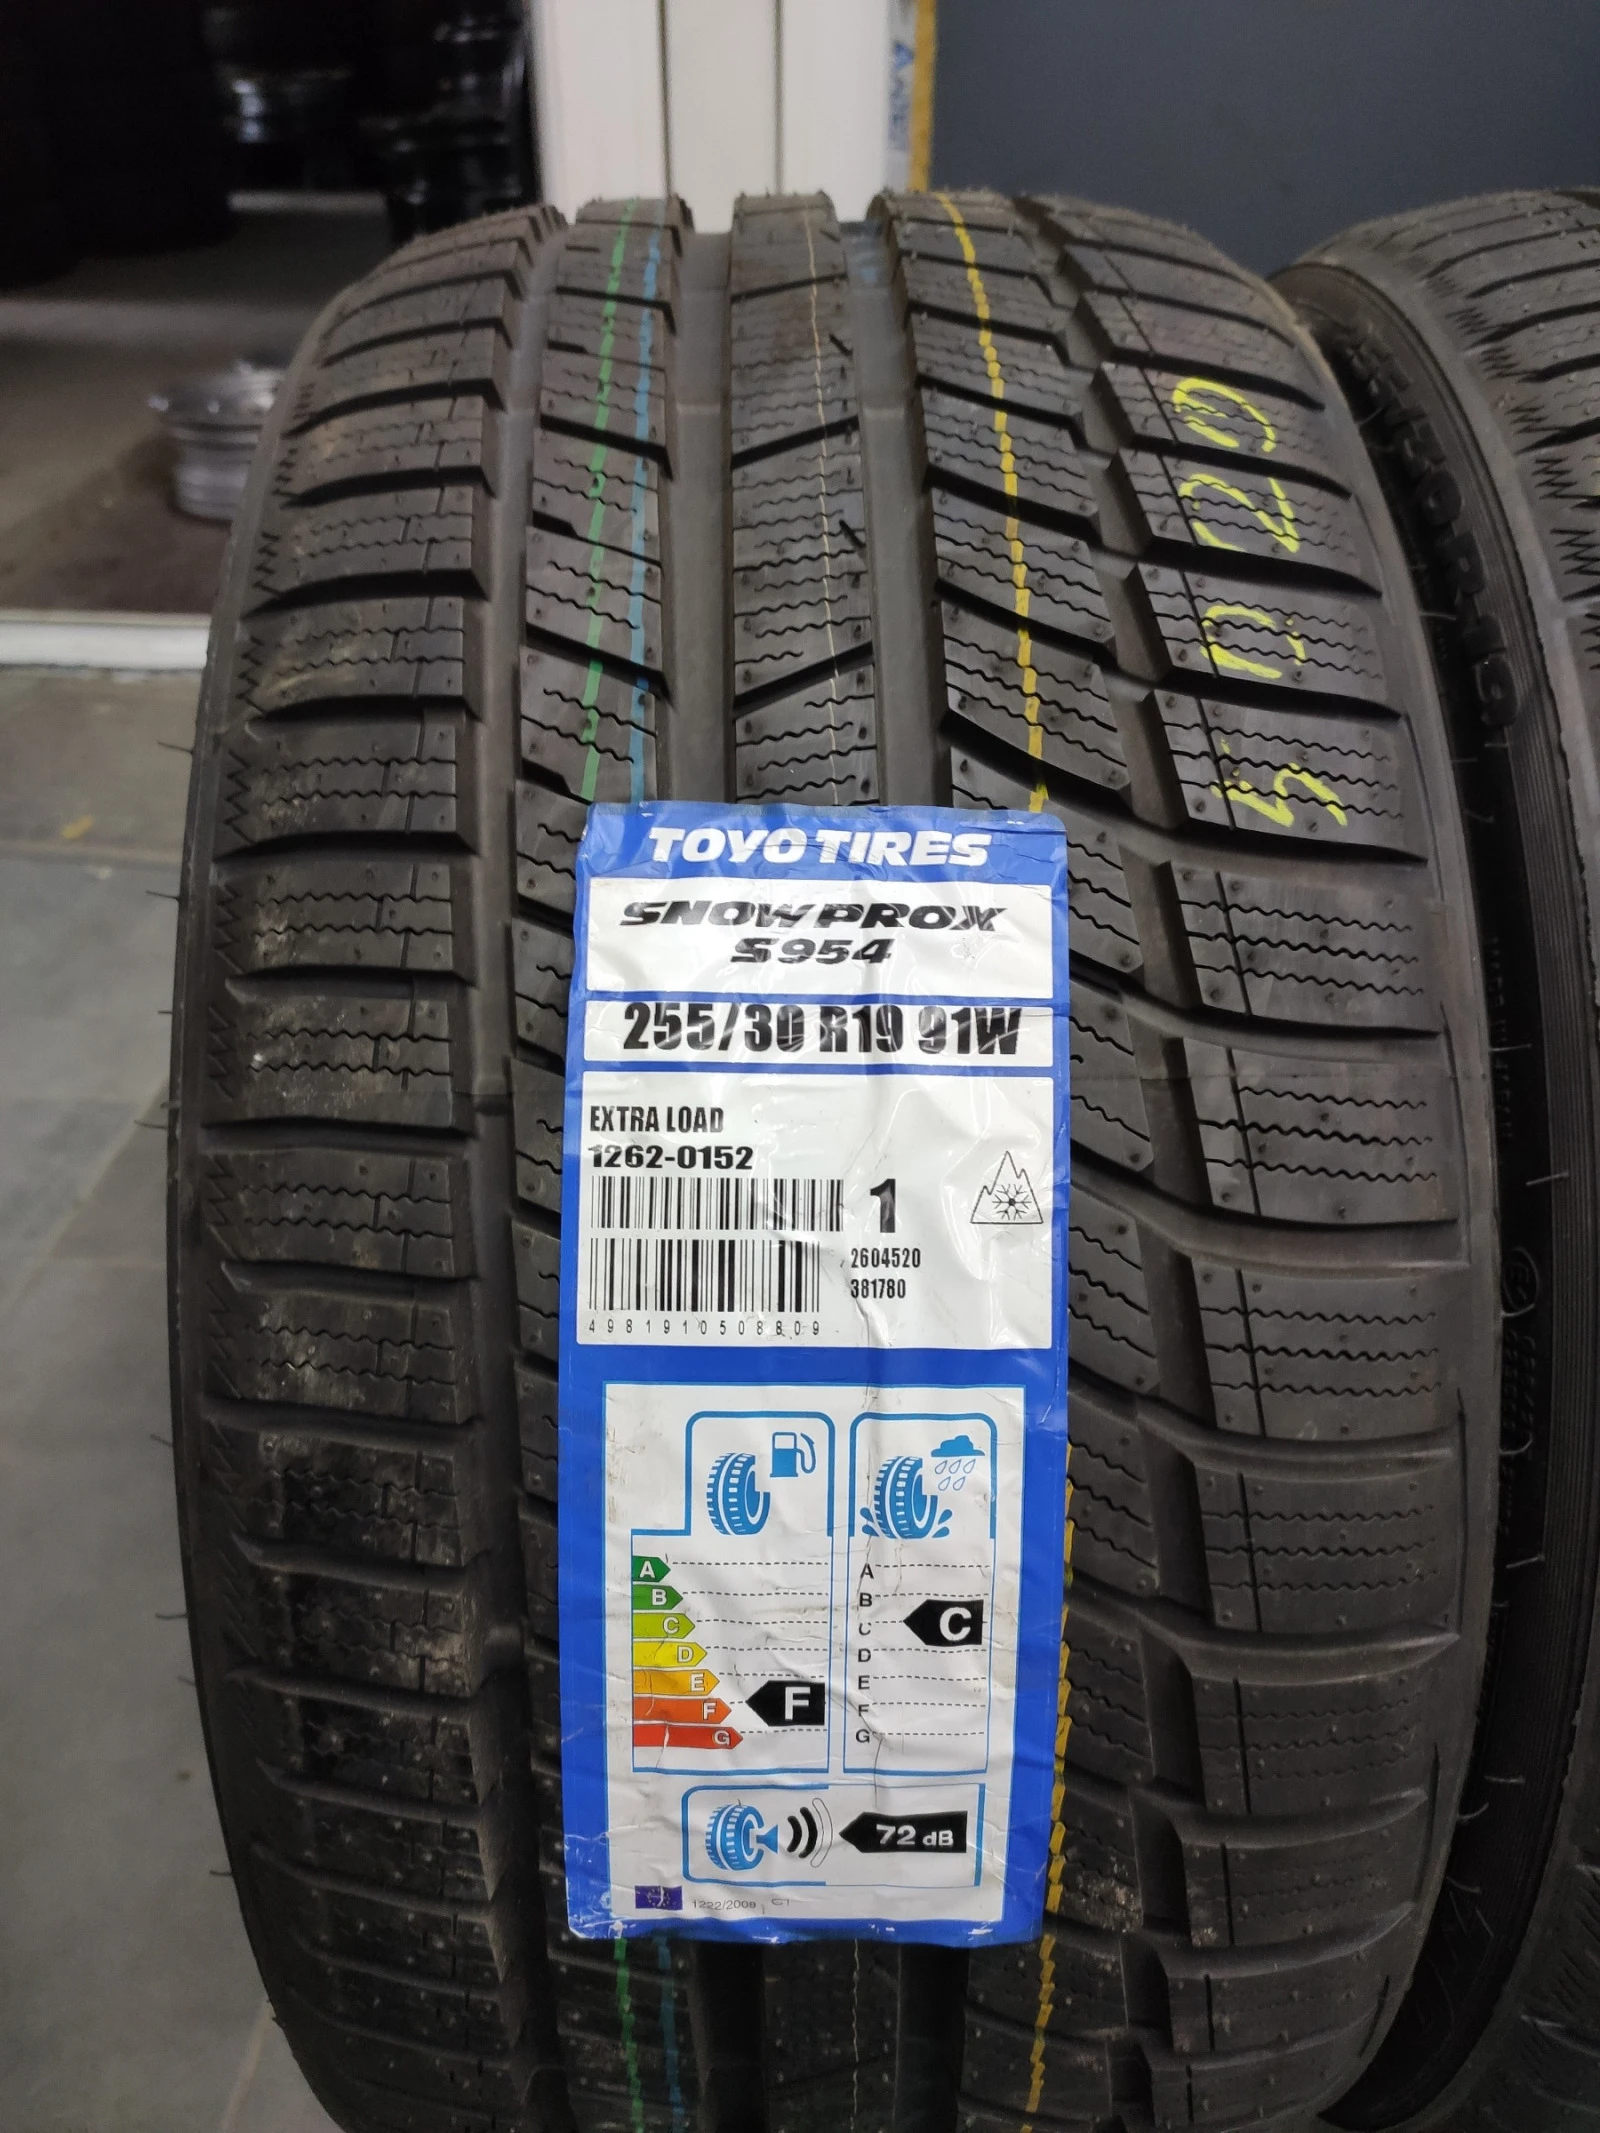 TOYO TIRES
SNOWPROX
S954
255/30 R19 91W
EXTRA LOAD
1262-0152
1
2604520
381780
4981910508809
A
B
C
D
E
F
G
F
A
B
C
D
E
F
G
C
72 dB
1222/2009 C1